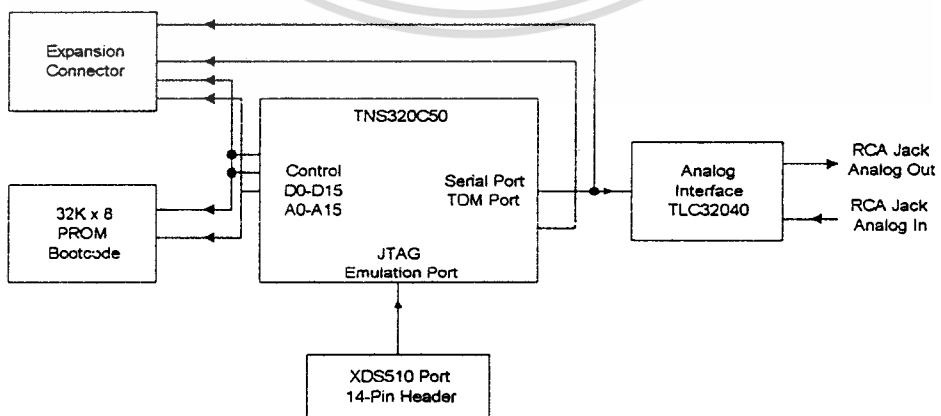 Expansion
Connector
TNS320C50
Control
D0-D15
A0-A15
Serial Port
TDM Port
JTAG
Emulation Port
32K x 8
PROM
Bootcode
Analog
Interface
TLC32040
RCA Jack
Analog Out
RCA Jack
Analog In
XDS510 Port
14-Pin Header